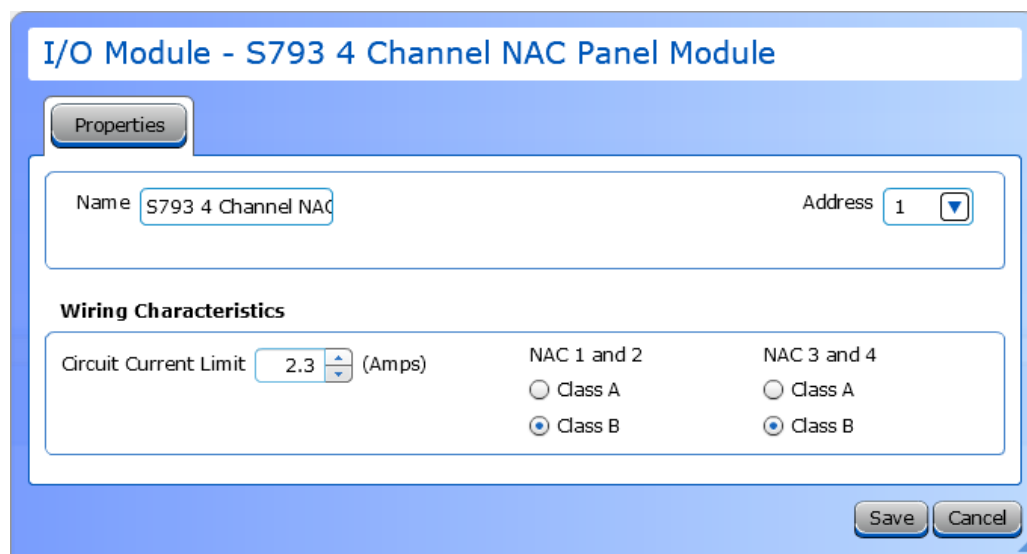 I/O Module - S793 4 Channel NAC Panel Module
Properties
Name S793 4 Channel NAC Address 1
Wiring Characteristics
Circuit Current Limit 2.3 (Amps) NAC 1 and 2 NAC 3 and 4
Class A Class A
Class B Class B
Save Cancel